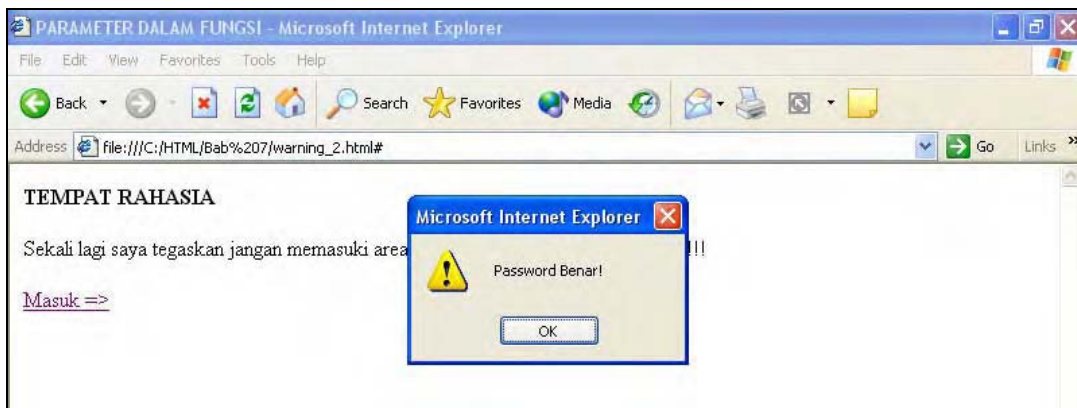 PARAMETER DALAM FUNGSI - Microsoft Internet Explorer
File Edit View Favorites Tools Help
Back Search Favorites Media
Address file:///C:/HTML/Bab%207/warning_2.html# Go Links »
TEMPAT RAHASIA
Microsoft Internet Explorer
Sekali lagi saya tegaskan jangan memasuki area !!!
Password Benar!
Masuk =>
OK